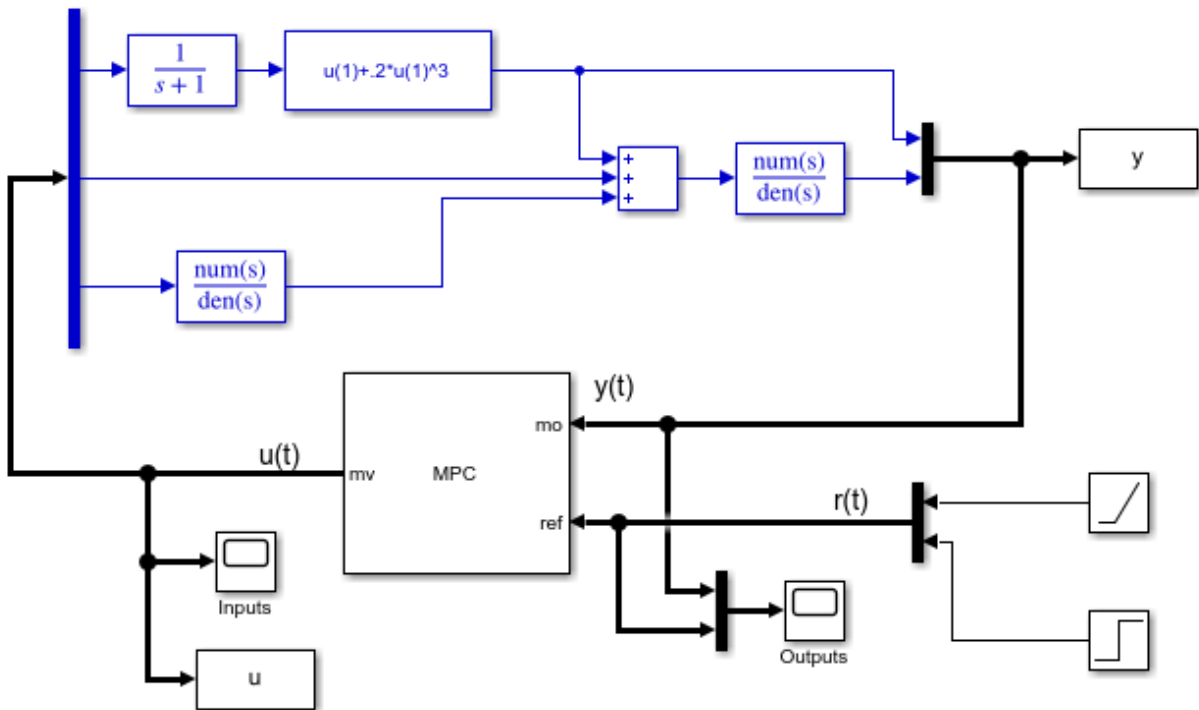 1
s + 1
u(1)+.2*u(1)^3
+
+
+
num(s)
den(s)
y
num(s)
den(s)
y(t)
mo
u(t)
mv
MPC
ref
r(t)
Inputs
Outputs
u